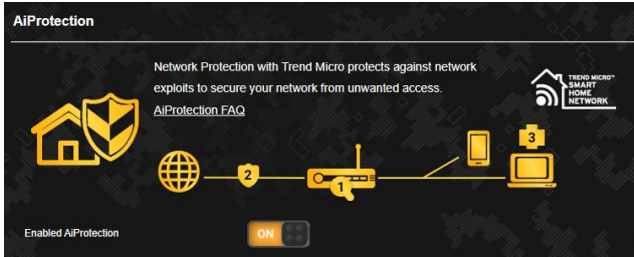 AiProtection
Network Protection with Trend Micro protects against network
exploits to secure your network from unwanted access.
AiProtection FAQ
TREND MICRO™
SMART
HOME
NETWORK
3
2
1
Enabled AiProtection
ON